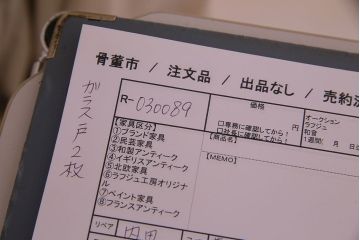 骨董市 / 注文品 / 出品なし / 売約済
ガラス戸2枚
R-030089
価格
円
□専務に確認してから！
□社長に確認してから！
オークション
ラフジュ
和音
1週間( 月 日
【家具区分】
①ブランド家具
②民芸家具
③和製アンティーク
④イギリスアンティーク
⑤北欧家具
⑥ラフジュ工房オリジナル
⑦ペイント家具
⑧フランスアンティーク
【商品名】
【MEMO】
リペア
内田